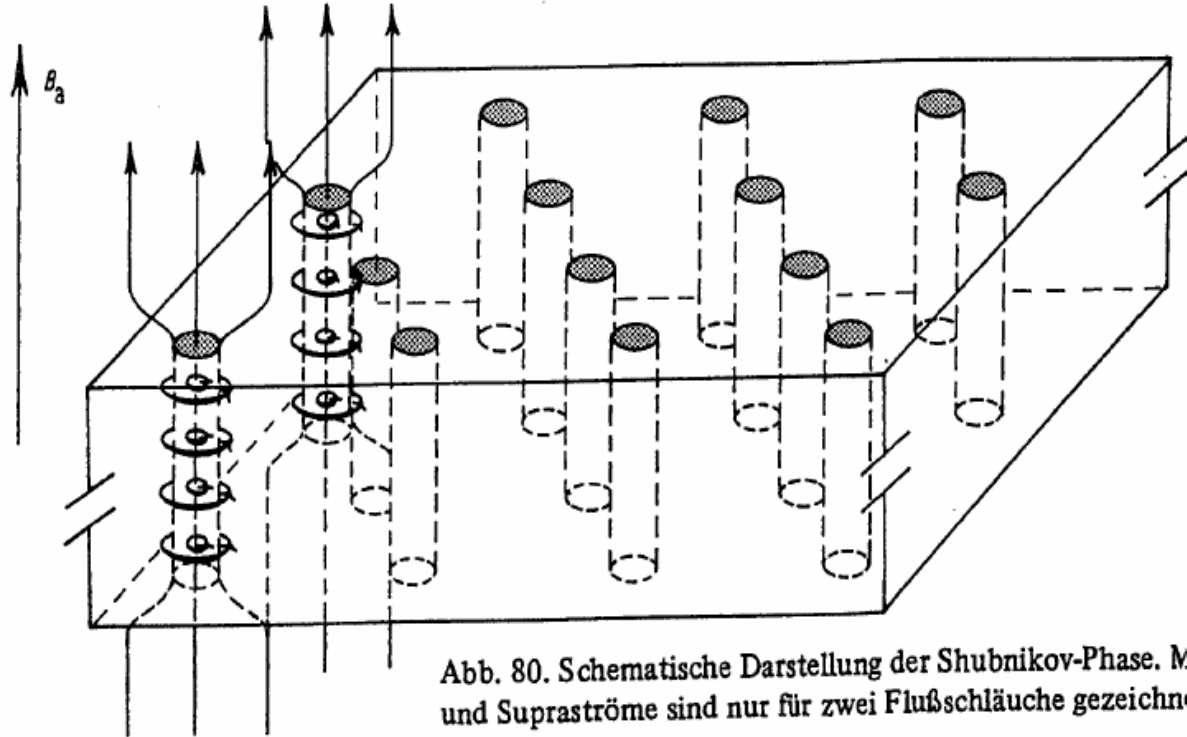 B_a
Abb. 80. Schematische Darstellung der Shubnikov-Phase. M
und Supraströme sind nur für zwei Flußschläuche gezeichne